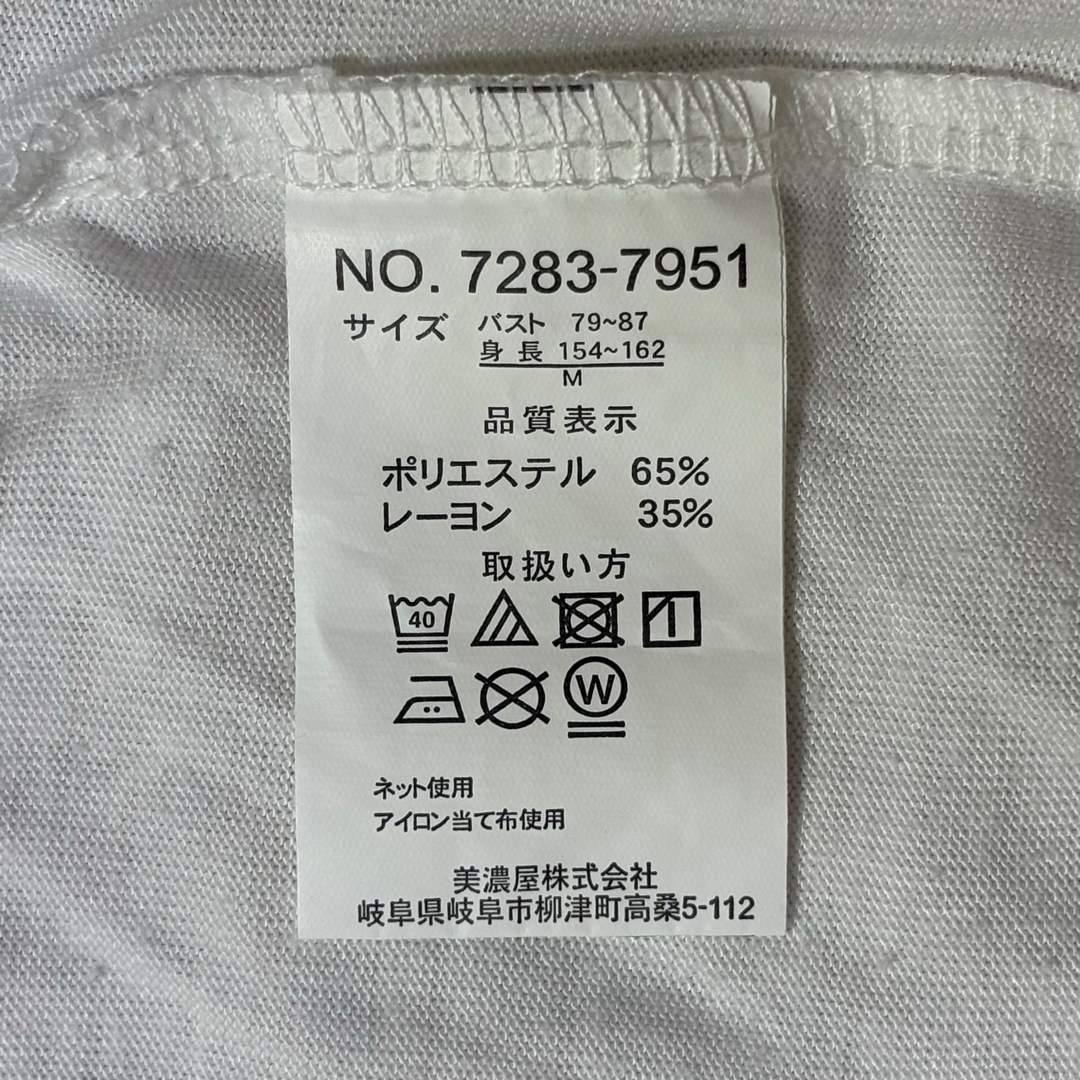 NO. 7283-7951
サイズ バスト 79~87
身長 154~162
M
品質表示
ポリエステル 65%
レーヨン 35%
取扱い方
40
W
ネット使用
アイロン当て布使用
美濃屋株式会社
岐阜県岐阜市柳津町高桑5-112